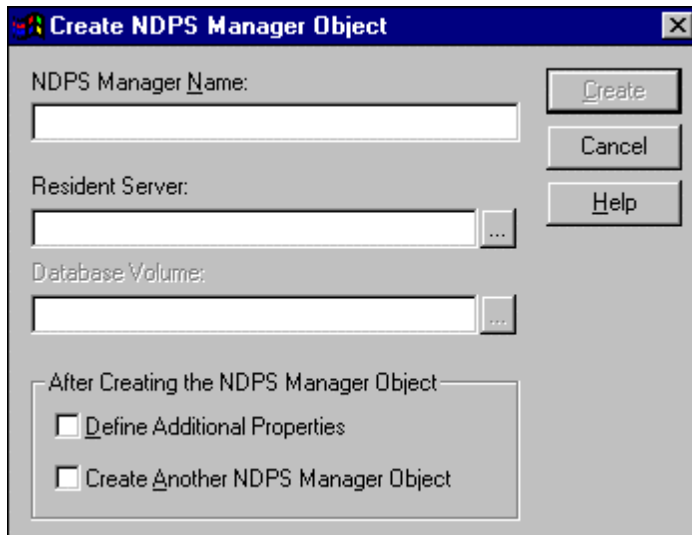 Create NDPS Manager Object
NDPS Manager Name:
Create
Cancel
Resident Server:
Help
...
Database Volume:
...
After Creating the NDPS Manager Object
Define Additional Properties
Create Another NDPS Manager Object